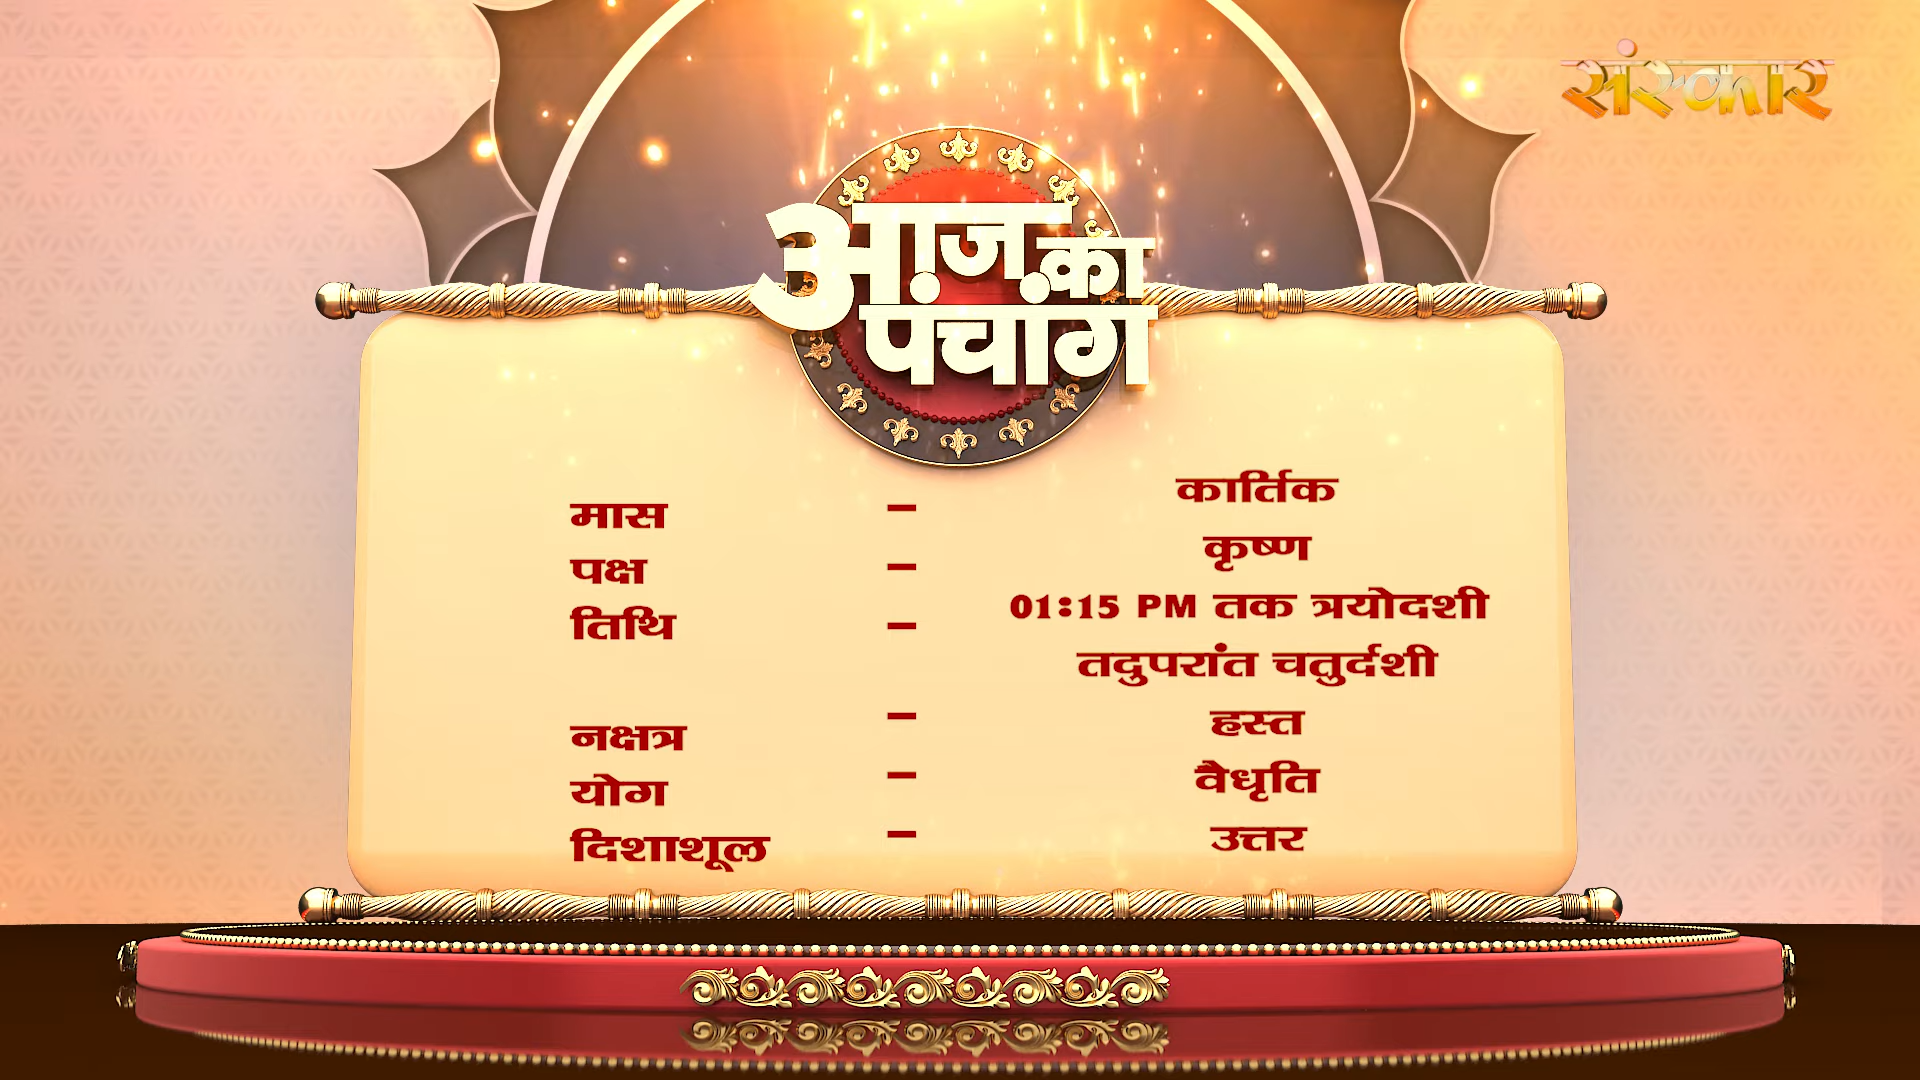 संस्कार
आज का
पंचांग
मास – कार्तिक
पक्ष – कृष्ण
तिथि – 01:15 PM तक त्रयोदशी
तदुपरांत चतुर्दशी
नक्षत्र – हस्त
योग – वैधृति
दिशाशूल – उत्तर